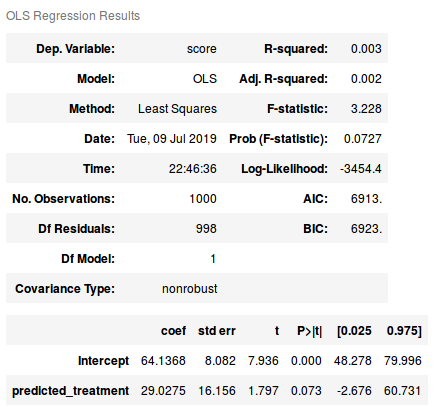 OLS Regression Results
Dep. Variable: score R-squared: 0.003
Model: OLS Adj. R-squared: 0.002
Method: Least Squares F-statistic: 3.228
Date: Tue, 09 Jul 2019 Prob (F-statistic): 0.0727
Time: 22:46:36 Log-Likelihood: -3454.4
No. Observations: 1000 AIC: 6913.
Df Residuals: 998 BIC: 6923.
Df Model: 1
Covariance Type: nonrobust
coef std err t P>|t| [0.025 0.975]
Intercept 64.1368 8.082 7.936 0.000 48.278 79.996
predicted_treatment 29.0275 16.156 1.797 0.073 -2.676 60.731